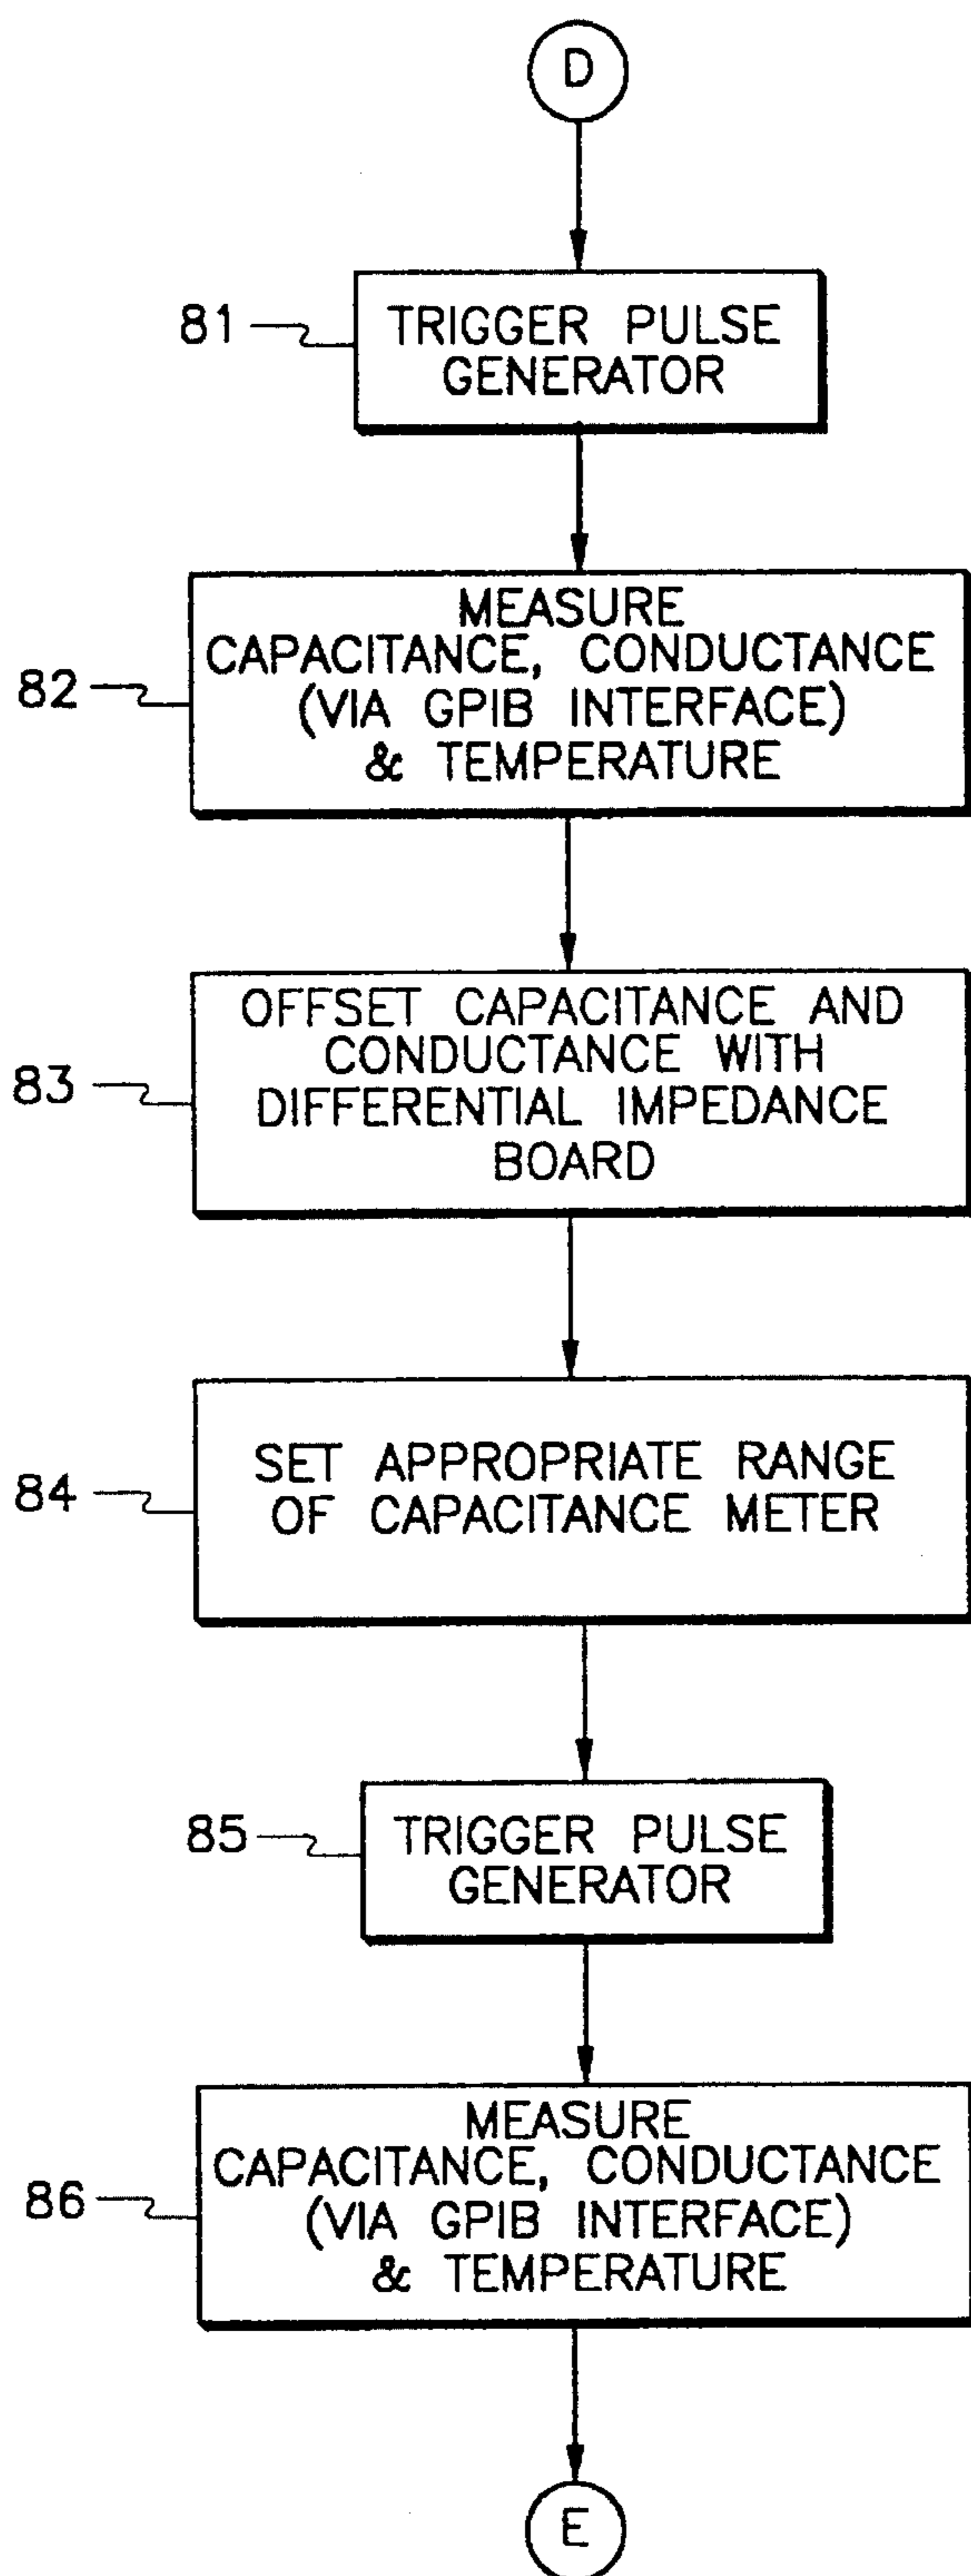 D
81
TRIGGER PULSE
GENERATOR
82
MEASURE
CAPACITANCE, CONDUCTANCE
(VIA GPIB INTERFACE)
& TEMPERATURE
83
OFFSET CAPACITANCE AND
CONDUCTANCE WITH
DIFFERENTIAL IMPEDANCE
BOARD
84
SET APPROPRIATE RANGE
OF CAPACITANCE METER
85
TRIGGER PULSE
GENERATOR
86
MEASURE
CAPACITANCE, CONDUCTANCE
(VIA GPIB INTERFACE)
& TEMPERATURE
E